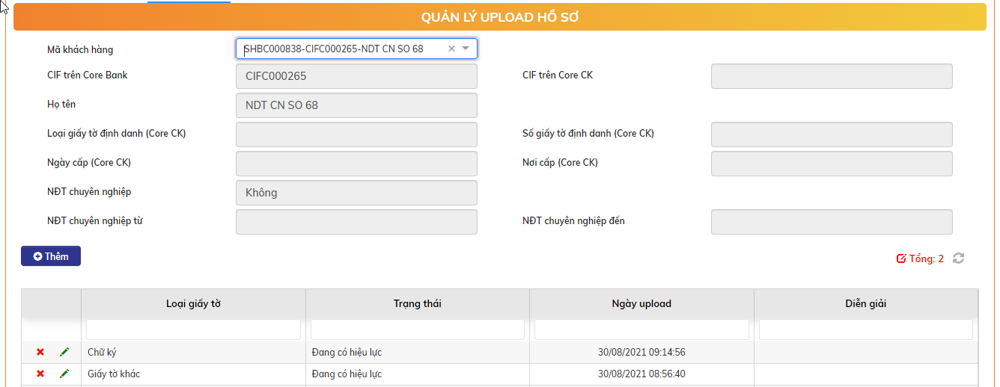 QUẢN LÝ UPLOAD HỒ SƠ
Mã khách hàng SHBC000838-CIFC000265-NDT CN SO 68
CIF trên Core Bank CIFC000265 CIF trên Core CK
Họ tên NDT CN SO 68
Loại giấy tờ định danh (Core CK) Số giấy tờ định danh (Core CK)
Ngày cấp (Core CK) Nơi cấp (Core CK)
NĐT chuyên nghiệp Không
NĐT chuyên nghiệp từ NĐT chuyên nghiệp đến
Thêm Tổng: 2
Loại giấy tờ Trạng thái Ngày upload Diễn giải
Chữ ký Đang có hiệu lực 30/08/2021 09:14:56
Giấy tờ khác Đang có hiệu lực 30/08/2021 08:56:40